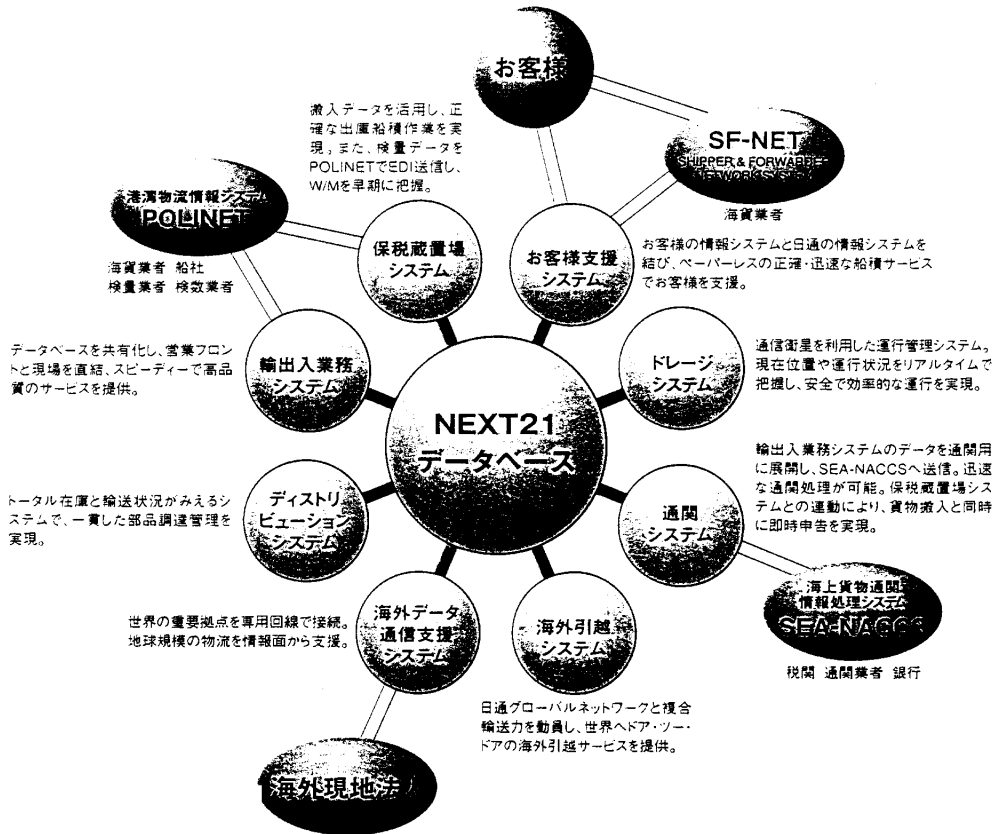 お客様
搬入データを活用し、正
確な出庫船積作業を実
現。また、検量データを
POLINETでEDI送信し、
W/Mを早期に把握。
SF-NET
SHIPPER & FORWARDER
NETWORK SYSTEM
海貨業者
港湾物流情報システム
POLINET
海貨業者 船社
検量業者 検数業者
保税蔵置場
システム
お客様支援
システム
お客様の情報システムと日通の情報システムを
結び、ペーパーレスの正確・迅速な船積サービス
でお客様を支援。
データベースを共有化し、営業フロン
トと現場を直結、スピーディーで高品
質のサービスを提供。
輸出入業務
システム
ドレージ
システム
通信衛星を利用した運行管理システム。
現在位置や運行状況をリアルタイムで
把握し、安全で効率的な運行を実現。
NEXT21
データベース
トータル在庫と輸送状況がみえるシ
ステムで、一貫した部品調達管理を
実現。
ディストリ
ビューション
システム
通関
システム
輸出入業務システムのデータを通関用
に展開し、SEA-NACCSへ送信。迅速
な通関処理が可能。保税蔵置場シス
テムとの連動により、貨物搬入と同時
に即時申告を実現。
海上貨物通関
情報処理システム
SEA-NACCS
税関 通関業者 銀行
世界の重要拠点を専用回線で接続。
地球規模の物流を情報面から支援。
海外データ
通信支援
システム
海外引越
システム
日通グローバルネットワークと複合
輸送力を動員し、世界へドア・ツー・
ドアの海外引越サービスを提供。
海外現地法